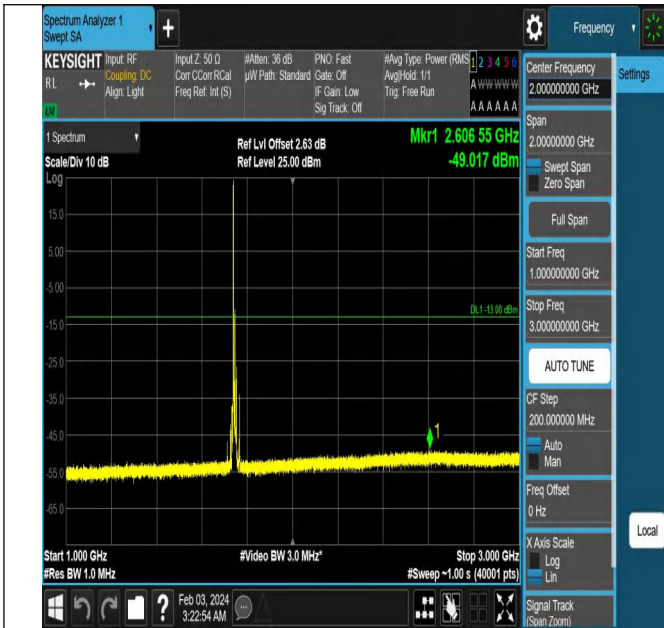 Spectrum Analyzer 1
Swept SA
+
Frequency
KEYSIGHT
RL
LXI
Input: RF
Coupling: DC
Align: Light
Input Z: 50 Ω
Corr CCorr RCal
Freq Ref: Int (S)
#Atten: 36 dB
µW Path: Standard
PNO: Fast
Gate: Off
IF Gain: Low
Sig Track: Off
#Avg Type: Power (RMS
Avg|Hold: 1/1
Trig: Free Run
1 2 3 4 5 6
A W W W W W
A A A A A A
1 Spectrum
Scale/Div 10 dB
Log
Ref Lvl Offset 2.63 dB
Ref Level 25.00 dBm
Mkr1 2.606 55 GHz
-49.017 dBm
15.0
5.00
-5.00
-15.0
-25.0
-35.0
-45.0
-55.0
-65.0
DL1 -13.00 dBm
1
Start 1.000 GHz
#Res BW 1.0 MHz
#Video BW 3.0 MHz*
Stop 3.000 GHz
#Sweep ~1.00 s (40001 pts)
Feb 03, 2024
3:22:54 AM
Center Frequency
2.000000000 GHz
Settings
Span
2.00000000 GHz
Swept Span
Zero Span
Full Span
Start Freq
1.000000000 GHz
Stop Freq
3.000000000 GHz
AUTO TUNE
CF Step
200.000000 MHz
Auto
Man
Freq Offset
0 Hz
X Axis Scale
Log
Lin
Local
Signal Track
(Span Zoom)